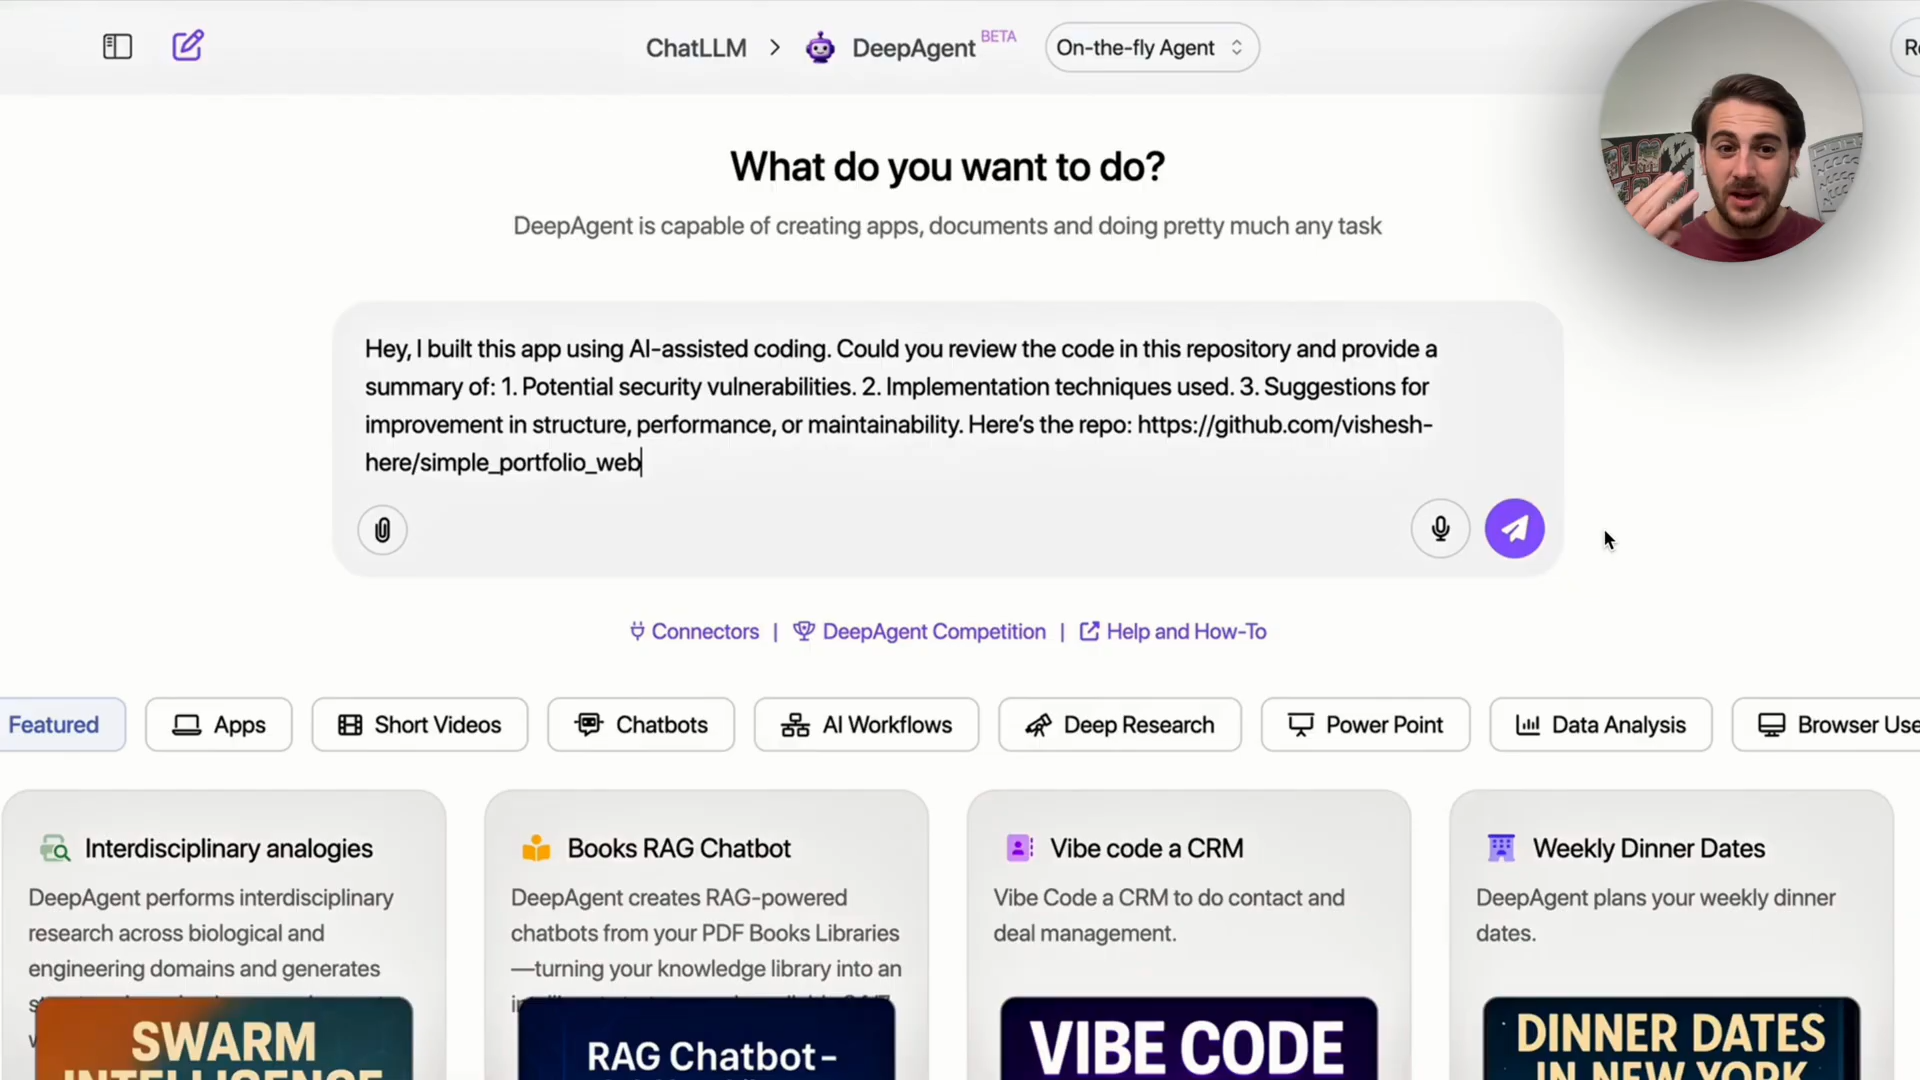 ChatLLM > DeepAgent BETA On-the-fly Agent
What do you want to do?
DeepAgent is capable of creating apps, documents and doing pretty much any task
Hey, I built this app using AI-assisted coding. Could you review the code in this repository and provide a
summary of: 1. Potential security vulnerabilities. 2. Implementation techniques used. 3. Suggestions for
improvement in structure, performance, or maintainability. Here’s the repo: https://github.com/vishesh-
here/simple_portfolio_web
Connectors | DeepAgent Competition | Help and How-To
Featured Apps Short Videos Chatbots AI Workflows Deep Research Power Point Data Analysis Browser Use
Interdisciplinary analogies
DeepAgent performs interdisciplinary
research across biological and
engineering domains and generates
SWARM
INTELLIGENCE
Books RAG Chatbot
DeepAgent creates RAG-powered
chatbots from your PDF Books Libraries
—turning your knowledge library into an
RAG Chatbot-
Vibe code a CRM
Vibe Code a CRM to do contact and
deal management.
VIBE CODE
Weekly Dinner Dates
DeepAgent plans your weekly dinner
dates.
DINNER DATES
IN NEW YORK